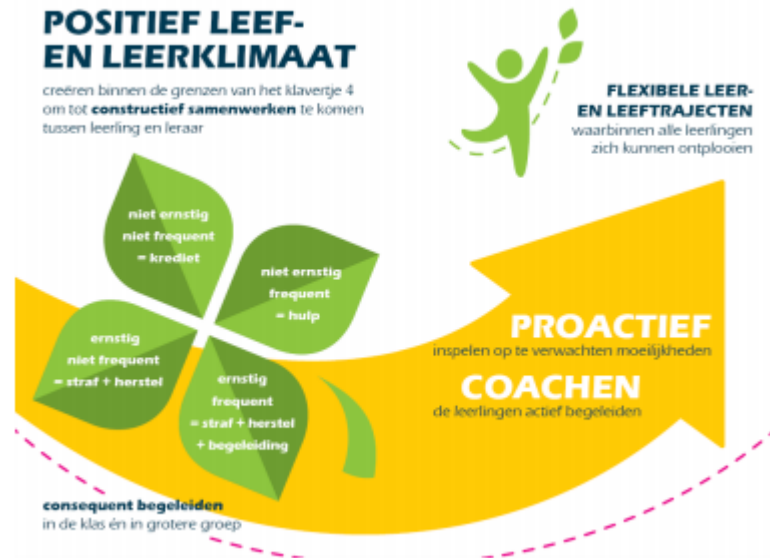 POSITIEF LEEF-
EN LEERKLIMAAT
creëren binnen de grenzen van het klavertje 4
om tot constructief samenwerken te komen
tussen leerling en leraar
FLEXIBELE LEER-
EN LEEFTRAJECTEN
waarbinnen alle leerlingen
zich kunnen ontplooien
niet ernstig
niet frequent
= krediet
niet ernstig
frequent
= hulp
ernstig
niet frequent
= straf + herstel
ernstig
frequent
= straf + herstel
+ begeleiding
PROACTIEF
inspelen op te verwachten moeilijkheden
COACHEN
de leerlingen actief begeleiden
consequent begeleiden
in de klas én in grotere groep